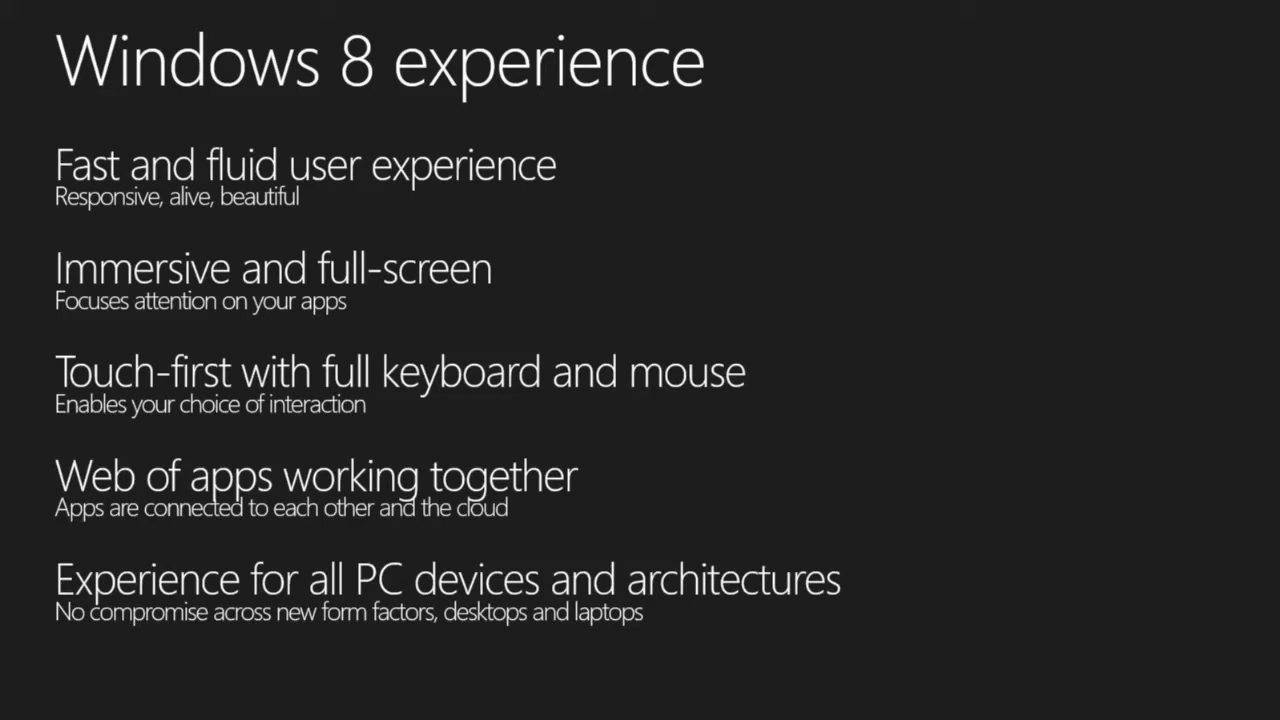 Windows 8 experience
Fast and fluid user experience
Responsive, alive, beautiful
Immersive and full-screen
Focuses attention on your apps
Touch-first with full keyboard and mouse
Enables your choice of interaction
Web of apps working together
Apps are connected to each other and the cloud
Experience for all PC devices and architectures
No compromise across new form factors, desktops and laptops